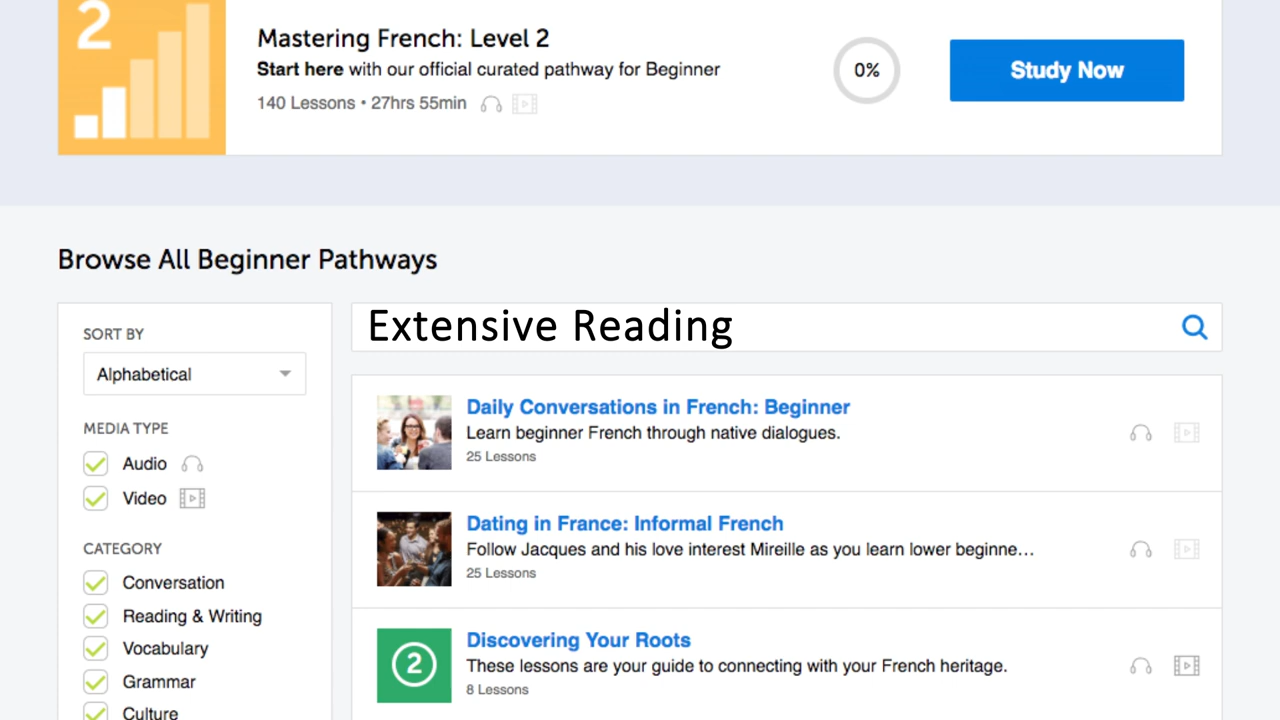 2
Mastering French: Level 2
Start here with our official curated pathway for Beginner
140 Lessons • 27hrs 55min
0%
Study Now
Browse All Beginner Pathways
SORT BY
Alphabetical
MEDIA TYPE
Audio
Video
CATEGORY
Conversation
Reading & Writing
Vocabulary
Grammar
Culture
Extensive Reading
Daily Conversations in French: Beginner
Learn beginner French through native dialogues.
25 Lessons
Dating in France: Informal French
Follow Jacques and his love interest Mireille as you learn lower beginne…
25 Lessons
2
Discovering Your Roots
These lessons are your guide to connecting with your French heritage.
8 Lessons